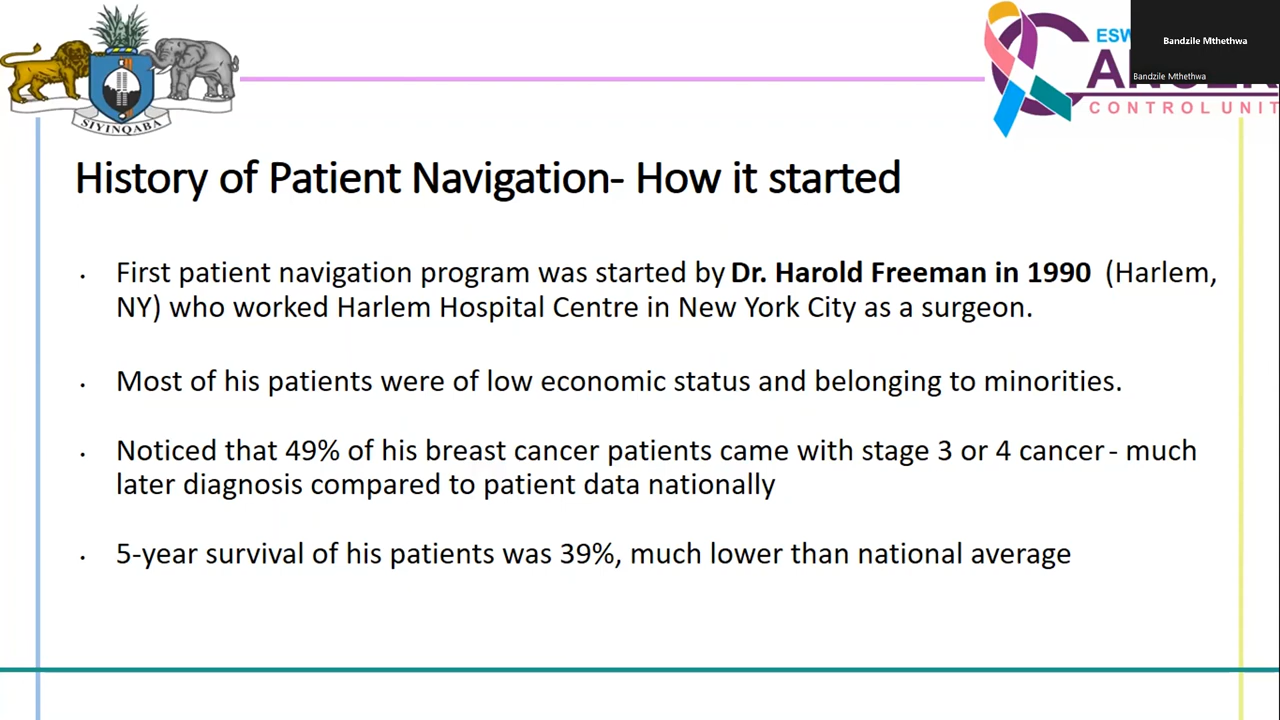 SIYINQABA
ESW
Bandzile Mthethwa
Bandzile Mthethwa
CONTROL UNIT
History of Patient Navigation- How it started
• First patient navigation program was started by Dr. Harold Freeman in 1990 (Harlem,
NY) who worked Harlem Hospital Centre in New York City as a surgeon.
• Most of his patients were of low economic status and belonging to minorities.
• Noticed that 49% of his breast cancer patients came with stage 3 or 4 cancer- much
later diagnosis compared to patient data nationally
• 5-year survival of his patients was 39%, much lower than national average